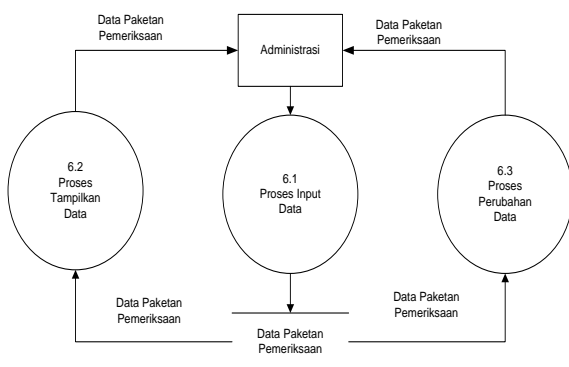 Data Paketan
Pemeriksaan
Administrasi
Data Paketan
Pemeriksaan
6.2
Proses
Tampilkan
Data
6.1
Proses Input
Data
6.3
Proses
Perubahan
Data
Data Paketan
Pemeriksaan
Data Paketan
Pemeriksaan
Data Paketan
Pemeriksaan